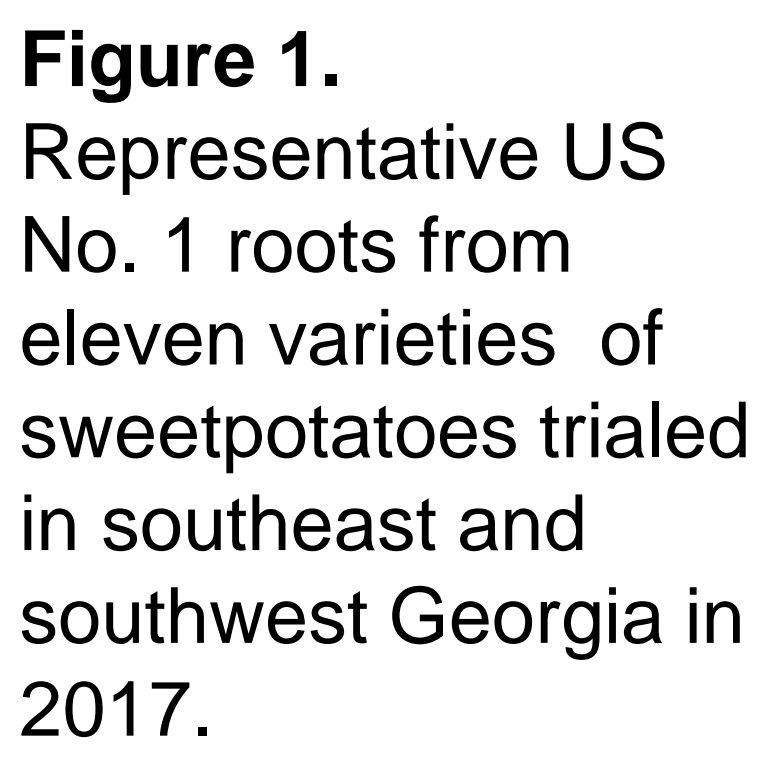 Figure 1.
Representative US
No. 1 roots from
eleven varieties  of
sweetpotatoes trialed
in southeast and
southwest Georgia in
2017.